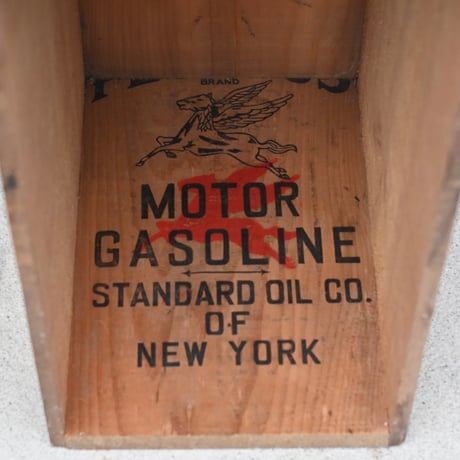 BRAND
MOTOR
GASOLINE
STANDARD OIL CO.
OF
NEW YORK